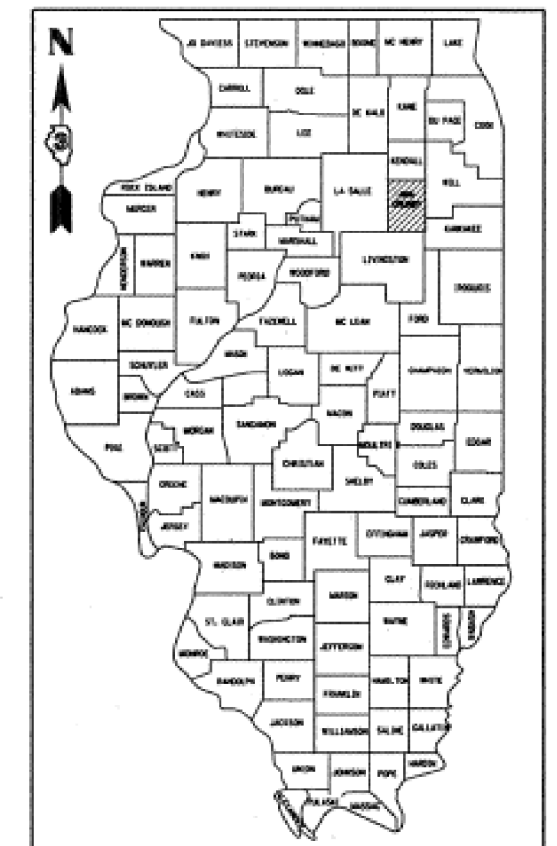 N
JO DAVIESS
STEVENSON
WINNEBAGO
BOONE
MC HENRY
LAKE
CARROLL
OGLE
DE KALB
KANE
DU PAGE
COOK
WHITESIDE
LEE
KENDALL
WILL
ROCK ISLAND
HENRY
BUREAU
LA SALLE
MERCER
PUTNAM
KANKAKEE
STARK
MARSHALL
HENDERSON
WARREN
KNOX
PEORIA
WOODFORD
LIVINGSTON
IROQUOIS
HANCOCK
MC DONOUGH
FULTON
TAZEWELL
MC LEAN
FORD
MASON
SCHUYLER
LOGAN
DE WITT
CHAMPAIGN
VERMILION
ADAMS
BROWN
CASS
PIATT
MACON
PIKE
SCOTT
MORGAN
SANGAMON
MOULTRIE
DOUGLAS
EDGAR
CHRISTIAN
COLES
SHELBY
GREENE
MACOUPIN
MONTGOMERY
CUMBERLAND
CLARK
JERSEY
FAYETTE
EFFINGHAM
JASPER
CRAWFORD
MADISON
BOND
CLAY
RICHLAND
LAWRENCE
MARION
CLINTON
ST. CLAIR
WAYNE
EDWARDS
WABASH
WASHINGTON
JEFFERSON
MONROE
RANDOLPH
PERRY
HAMILTON
WHITE
FRANKLIN
JACKSON
WILLIAMSON
SALINE
GALLATIN
UNION
JOHNSON
POPE
HARDIN
PULASKI
MASSAC